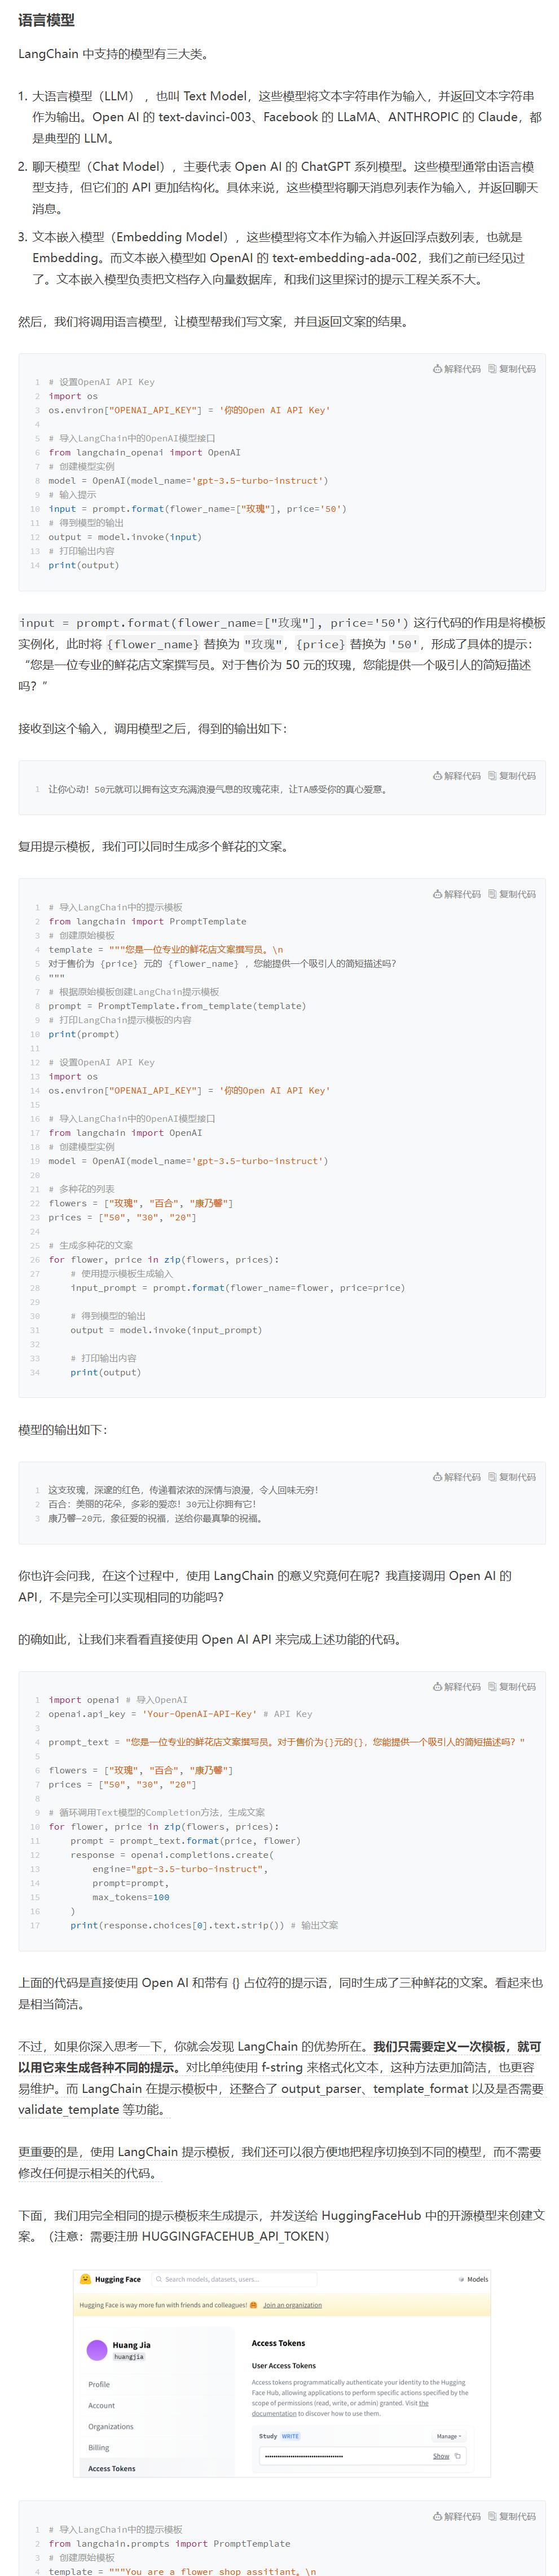 语言模型
LangChain 中支持的模型有三大类。
1. 大语言模型（LLM） ，也叫 Text Model，这些模型将文本字符串作为输入，并返回文本字符串
作为输出。Open AI 的 text-davinci-003、Facebook 的 LLaMA、ANTHROPIC 的 Claude，都
是典型的 LLM。
2. 聊天模型（Chat Model），主要代表 Open AI 的 ChatGPT 系列模型。这些模型通常由语言模
型支持，但它们的 API 更加结构化。具体来说，这些模型将聊天消息列表作为输入，并返回聊天
消息。
3. 文本嵌入模型（Embedding Model），这些模型将文本作为输入并返回浮点数列表，也就是
Embedding。而文本嵌入模型如 OpenAI 的 text-embedding-ada-002，我们之前已经见过
了。文本嵌入模型负责把文档存入向量数据库，和我们这里探讨的提示工程关系不大。
然后，我们将调用语言模型，让模型帮我们写文案，并且返回文案的结果。
解释代码 复制代码
1 # 设置OpenAI API Key
2 import os
3 os.environ["OPENAI_API_KEY"] = '你的Open AI API Key'
4
5 # 导入LangChain中的OpenAI模型接口
6 from langchain_openai import OpenAI
7 # 创建模型实例
8 model = OpenAI(model_name='gpt-3.5-turbo-instruct')
9 # 输入提示
10 input = prompt.format(flower_name=["玫瑰"], price='50')
11 # 得到模型的输出
12 output = model.invoke(input)
13 # 打印输出内容
14 print(output)
input = prompt.format(flower_name=["玫瑰"], price='50') 这行代码的作用是将模板
实例化，此时将 {flower_name} 替换为 "玫瑰"，{price} 替换为 '50'，形成了具体的提示：
“您是一位专业的鲜花店文案撰写员。对于售价为 50 元的玫瑰，您能提供一个吸引人的简短描述
吗？”
接收到这个输入，调用模型之后，得到的输出如下：
解释代码 复制代码
1 让你心动！50元就可以拥有这支充满浪漫气息的玫瑰花束，让TA感受你的真心爱意。
复用提示模板，我们可以同时生成多个鲜花的文案。
解释代码 复制代码
1 # 导入LangChain中的提示模板
2 from langchain import PromptTemplate
3 # 创建原始模板
4 template = """您是一位专业的鲜花店文案撰写员。\n
5 对于售价为 {price} 元的 {flower_name} ，您能提供一个吸引人的简短描述吗？
6 """
7 # 根据原始模板创建LangChain提示模板
8 prompt = PromptTemplate.from_template(template)
9 # 打印LangChain提示模板的内容
10 print(prompt)
11
12 # 设置OpenAI API Key
13 import os
14 os.environ["OPENAI_API_KEY"] = '你的Open AI API Key'
15
16 # 导入LangChain中的OpenAI模型接口
17 from langchain import OpenAI
18 # 创建模型实例
19 model = OpenAI(model_name='gpt-3.5-turbo-instruct')
20
21 # 多种花的列表
22 flowers = ["玫瑰", "百合", "康乃馨"]
23 prices = ["50", "30", "20"]
24
25 # 生成多种花的文案
26 for flower, price in zip(flowers, prices):
27 # 使用提示模板生成输入
28 input_prompt = prompt.format(flower_name=flower, price=price)
29
30 # 得到模型的输出
31 output = model.invoke(input_prompt)
32
33 # 打印输出内容
34 print(output)
模型的输出如下：
解释代码 复制代码
1 这支玫瑰，深邃的红色，传递着浓浓的深情与浪漫，令人回味无穷！
2 百合：美丽的花朵，多彩的爱恋！30元让你拥有它！
3 康乃馨—20元，象征爱的祝福，送给你最真挚的祝福。
你也许会问我，在这个过程中，使用 LangChain 的意义究竟何在呢？我直接调用 Open AI 的
API，不是完全可以实现相同的功能吗？
的确如此，让我们来看看直接使用 Open AI API 来完成上述功能的代码。
解释代码 复制代码
1 import openai # 导入OpenAI
2 openai.api_key = 'Your-OpenAI-API-Key' # API Key
3
4 prompt_text = "您是一位专业的鲜花店文案撰写员。对于售价为{}元的{}，您能提供一个吸引人的简短描述吗？"
5
6 flowers = ["玫瑰", "百合", "康乃馨"]
7 prices = ["50", "30", "20"]
8
9 # 循环调用Text模型的Completion方法，生成文案
10 for flower, price in zip(flowers, prices):
11 prompt = prompt_text.format(price, flower)
12 response = openai.completions.create(
13 engine="gpt-3.5-turbo-instruct",
14 prompt=prompt,
15 max_tokens=100
16 )
17 print(response.choices[0].text.strip()) # 输出文案
上面的代码是直接使用 Open AI 和带有 {} 占位符的提示语，同时生成了三种鲜花的文案。看起来也
是相当简洁。
不过，如果你深入思考一下，你就会发现 LangChain 的优势所在。我们只需要定义一次模板，就可
以用它来生成各种不同的提示。对比单纯使用 f-string 来格式化文本，这种方法更加简洁，也更容
易维护。而 LangChain 在提示模板中，还整合了 output_parser、template_format 以及是否需要
validate_template 等功能。
更重要的是，使用 LangChain 提示模板，我们还可以很方便地把程序切换到不同的模型，而不需要
修改任何提示相关的代码。
下面，我们用完全相同的提示模板来生成提示，并发送给 HuggingFaceHub 中的开源模型来创建文
案。（注意：需要注册 HUGGINGFACEHUB_API_TOKEN）
Hugging Face Search models, datasets, users... Models
Hugging Face is way more fun with friends and colleagues! Join an organization
Huang Jia
huangjia
Profile
Account
Organizations
Billing
Access Tokens
Access Tokens
User Access Tokens
Access tokens programmatically authenticate your identity to the Hugging
Face Hub, allowing applications to perform specific actions specified by the
scope of permissions (read, write, or admin) granted. Visit the
documentation to discover how to use them.
Study WRITE Manage
Show
解释代码 复制代码
1 # 导入LangChain中的提示模板
2 from langchain.prompts import PromptTemplate
3 # 创建原始模板
4 template = """You are a flower shop assitiant。\n